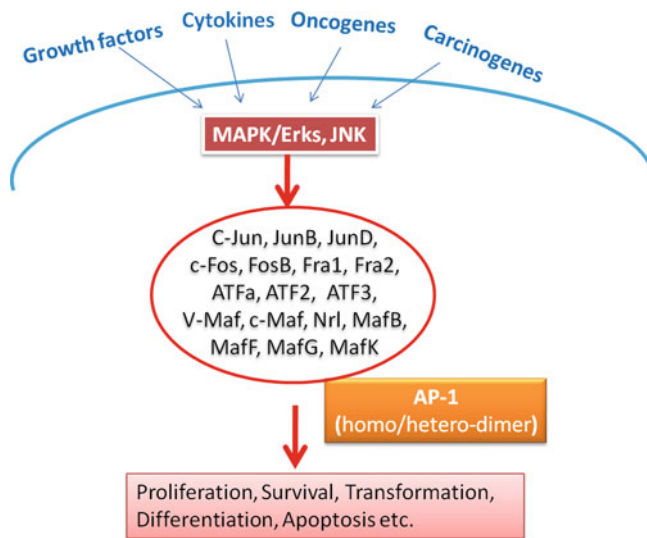 Growth factors
Cytokines
Oncogenes
Carcinogenes
MAPK/Erks, JNK
C-Jun, JunB, JunD,
c-Fos, FosB, Fra1, Fra2,
ATFa, ATF2, ATF3,
V-Maf, c-Maf, Nrl, MafB,
MafF, MafG, MafK
AP-1
(homo/hetero-dimer)
Proliferation, Survival, Transformation,
Differentiation, Apoptosis etc.